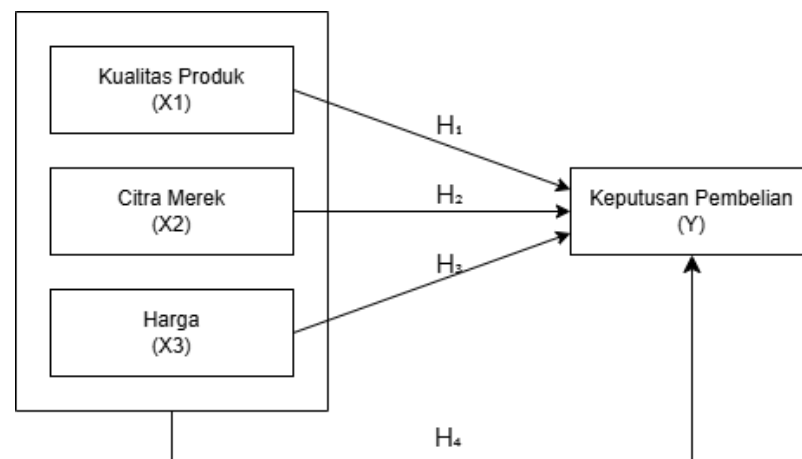 Kualitas Produk
(X1)
H₁
Citra Merek
(X2)
H₂
Keputusan Pembelian
(Y)
H₃
Harga
(X3)
H₄